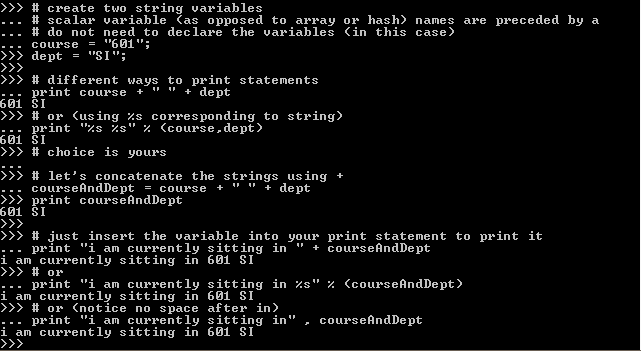 >>> # create two string variables
... # scalar variable (as opposed to array or hash) names are preceded by a
... # do not need to declare the variables (in this case)
... course = "601";
>>> dept = "SI";
>>>
>>> # different ways to print statements
... print course + " " + dept
601 SI
>>> # or (using %s corresponding to string)
... print "%s %s" % (course,dept)
601 SI
>>> # choice is yours
...
>>> # let's concatenate the strings using +
... courseAndDept = course + " " + dept
>>> print courseAndDept
601 SI
>>>
>>> # just insert the variable into your print statement to print it
... print "i am currently sitting in " + courseAndDept
i am currently sitting in 601 SI
>>> # or
... print "i am currently sitting in %s" % (courseAndDept)
i am currently sitting in 601 SI
>>> # or (notice no space after in)
... print "i am currently sitting in" , courseAndDept
i am currently sitting in 601 SI
>>>